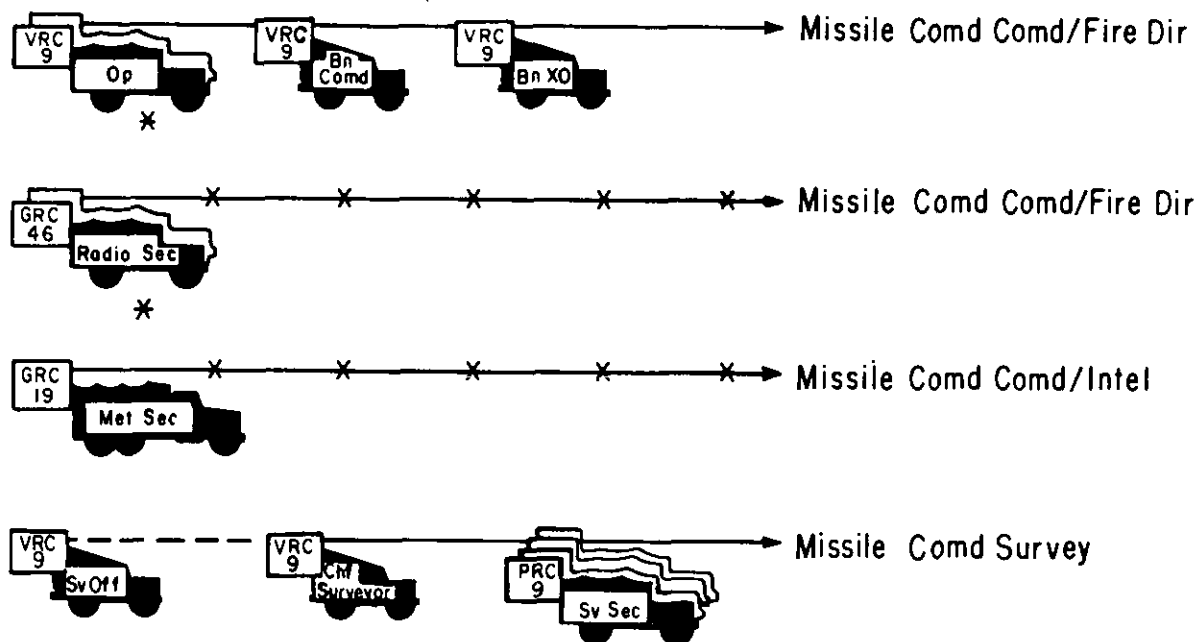 VRC 9 Op
VRC 9 Bn Comd
VRC 9 Bn XO
Missile Comd Comd/Fire Dir
*
GRC 46 Radio Sec
Missile Comd Comd/Fire Dir
*
GRC 19 Met Sec
Missile Comd Comd/Intel
VRC 9 Sv Off
VRC 9 Chf Surveyor
PRC 9 Sv Sec
Missile Comd Survey